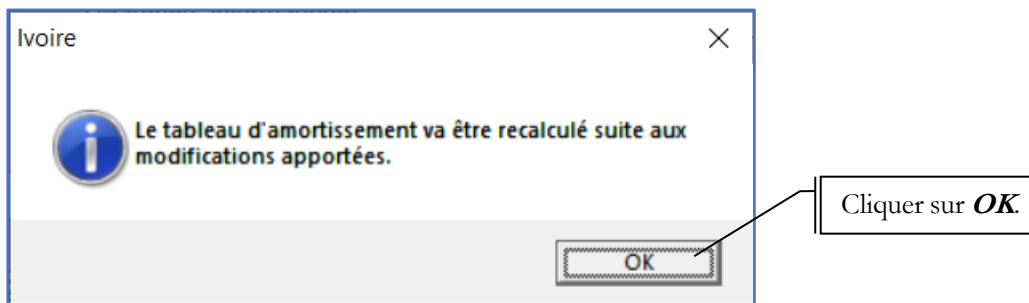 Ivoire
Le tableau d'amortissement va être recalculé suite aux
modifications apportées.
OK
Cliquer sur OK.